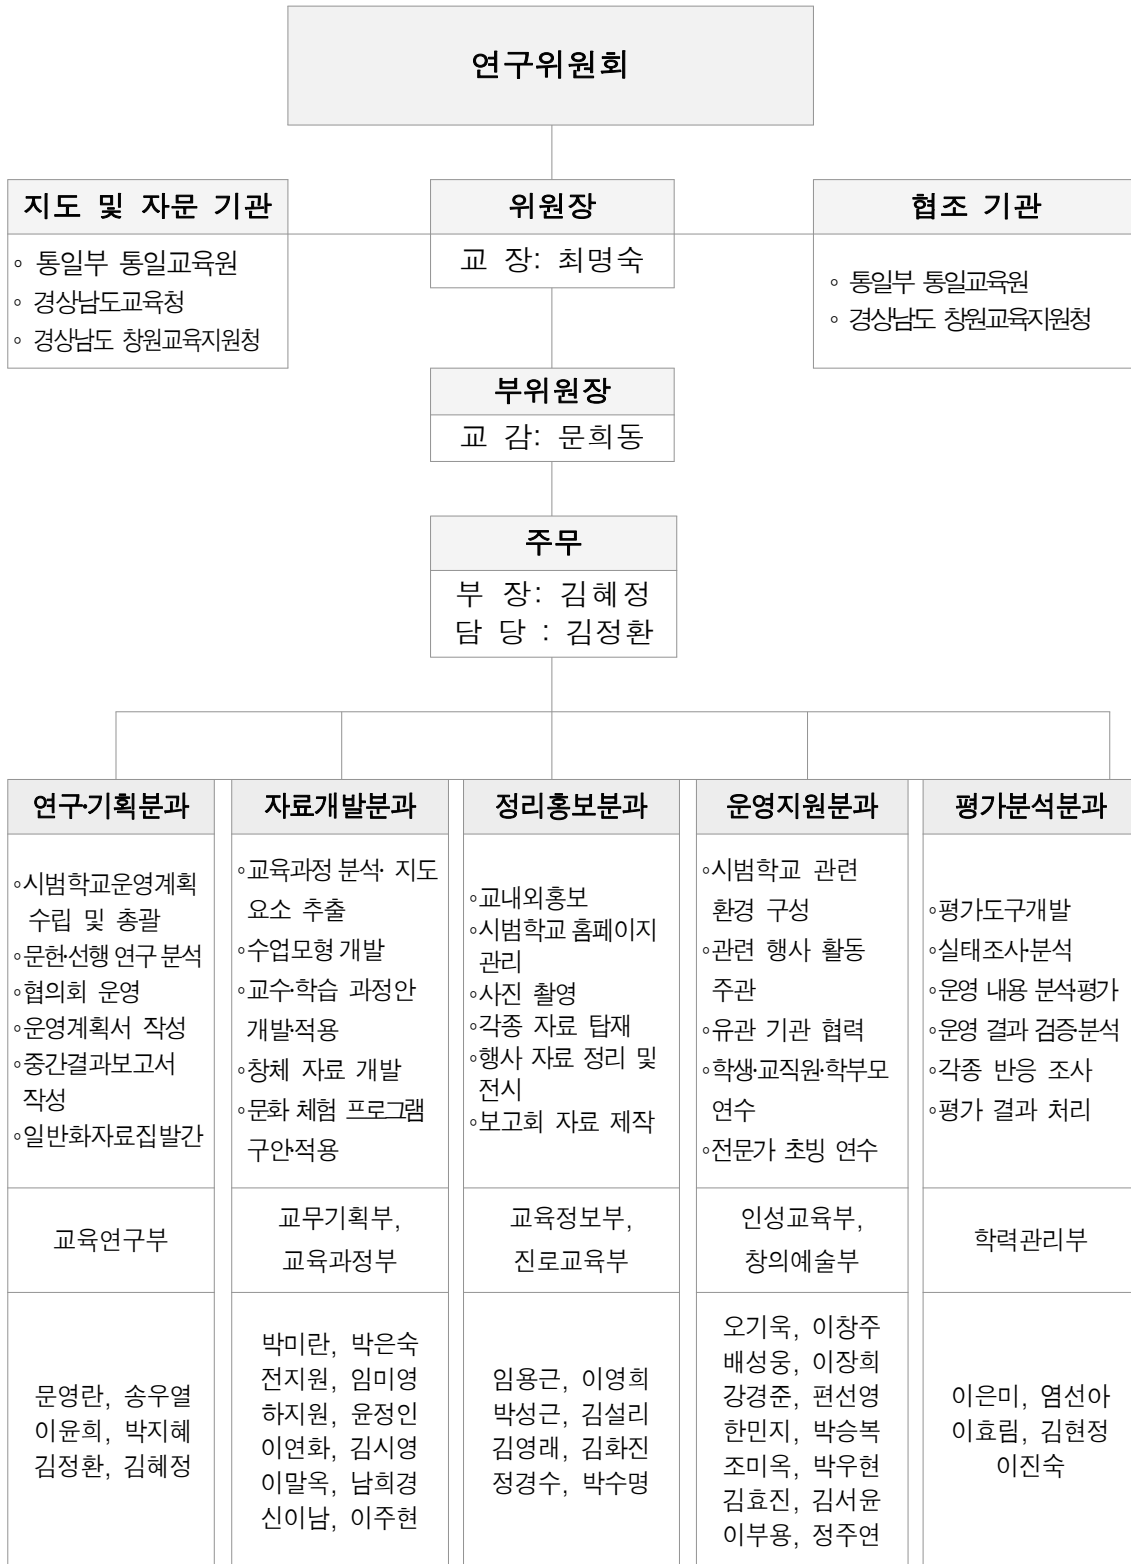 연구위원회
지도 및 자문 기관
◦ 통일부 통일교육원
◦ 경상남도교육청
◦ 경상남도 창원교육지원청
위원장
교 장: 최명숙
협조 기관
◦ 통일부 통일교육원
◦ 경상남도 창원교육지원청
부위원장
교 감: 문희동
주무
부 장: 김혜정
담 당 : 김정환
연구·기획분과
◦시범학교운영계획
수립 및 총괄
◦문헌·선행 연구 분석
◦협의회 운영
◦운영계획서 작성
◦중간결과보고서
작성
◦일반화자료집발간
교육연구부
문영란, 송우열
이윤희, 박지혜
김정환, 김혜정
자료개발분과
◦교육과정 분석· 지도
요소 추출
◦수업모형 개발
◦교수·학습 과정안
개발·적용
◦창체 자료 개발
◦문화 체험 프로그램
구안·적용
교무기획부,
교육과정부
박미란, 박은숙
전지원, 임미영
하지원, 윤정인
이연화, 김시영
이말옥, 남희경
신이남, 이주현
정리홍보분과
◦교내외홍보
◦시범학교 홈페이지
관리
◦사진 촬영
◦각종 자료 탑재
◦행사 자료 정리 및
전시
◦보고회 자료 제작
교육정보부,
진로교육부
임용근, 이영희
박성근, 김설리
김영래, 김화진
정경수, 박수명
운영지원분과
◦시범학교 관련
환경 구성
◦관련 행사 활동
주관
◦유관 기관 협력
◦학생·교직원·학부모
연수
◦전문가 초빙 연수
인성교육부,
창의예술부
오기욱, 이창주
배성웅, 이장희
강경준, 편선영
한민지, 박승복
조미옥, 박우현
김효진, 김서윤
이부용, 정주연
평가분석분과
◦평가도구개발
◦실태조사·분석
◦운영 내용 분석·평가
◦운영 결과 검증·분석
◦각종 반응 조사
◦평가 결과 처리
학력관리부
이은미, 염선아
이효림, 김현정
이진숙